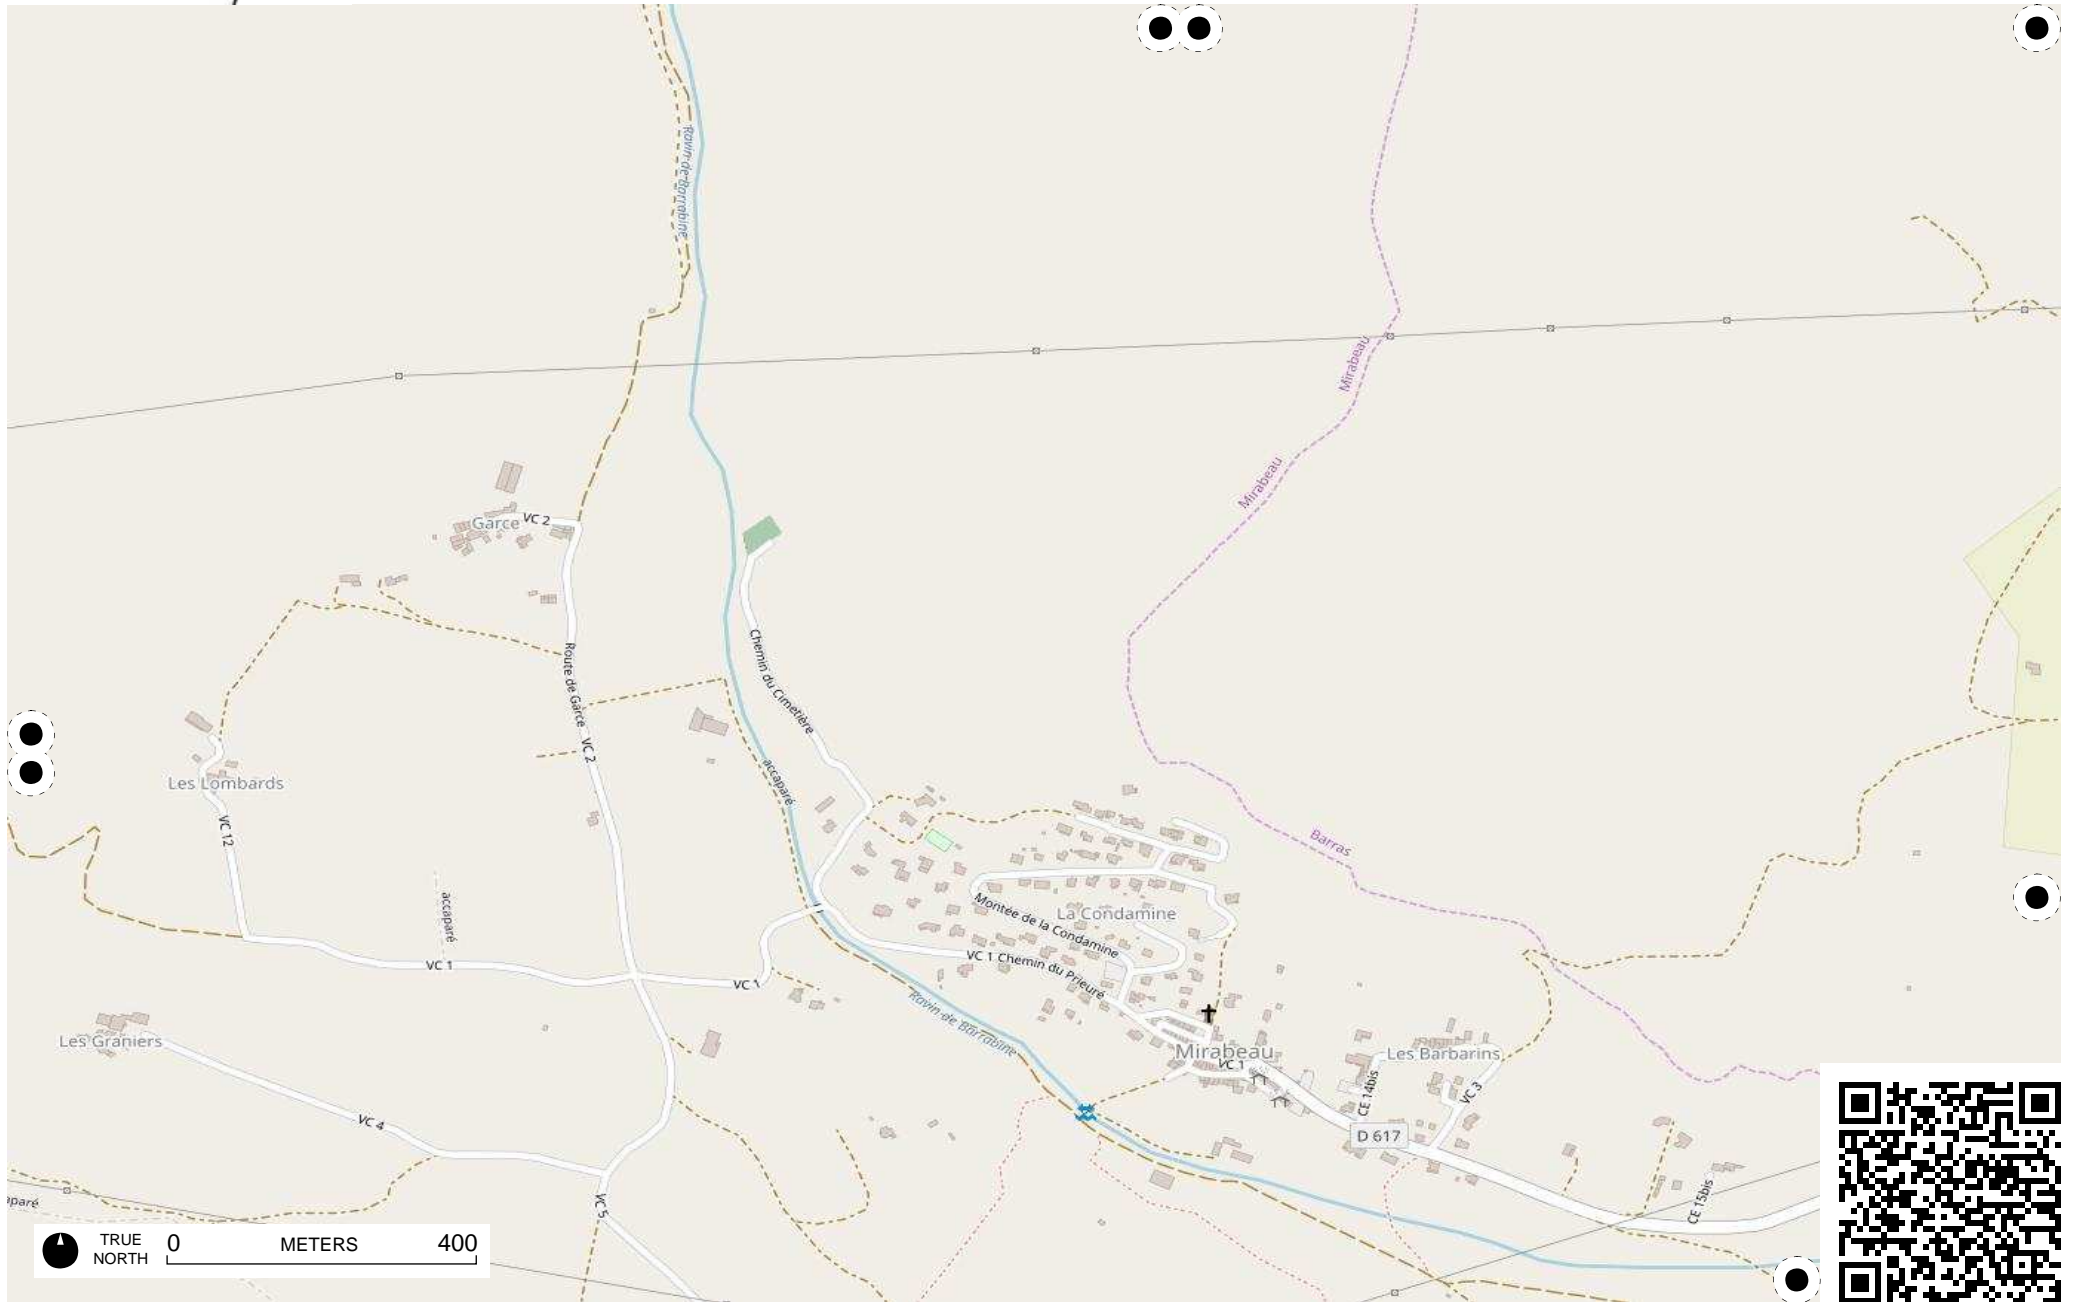 Ravin de Barrabine
Mirabeau
Mirabeau
Garce
VC 2
Route de Garce
VC 2
Chemin du Cimetière
accaparé
Les Lombards
VC 12
Barras
accaparé
Montée de la Condamine
La Condamine
VC 1
VC 1
VC 1 Chemin du Prieuré
Ravin de Barrabine
Les Graniers
Mirabeau
VC 1
Les Barbarins
CE 14bis
VC 3
VC 4
D 617
VC 5
CE 15bis
aparé
TRUE
NORTH
0 METERS 400